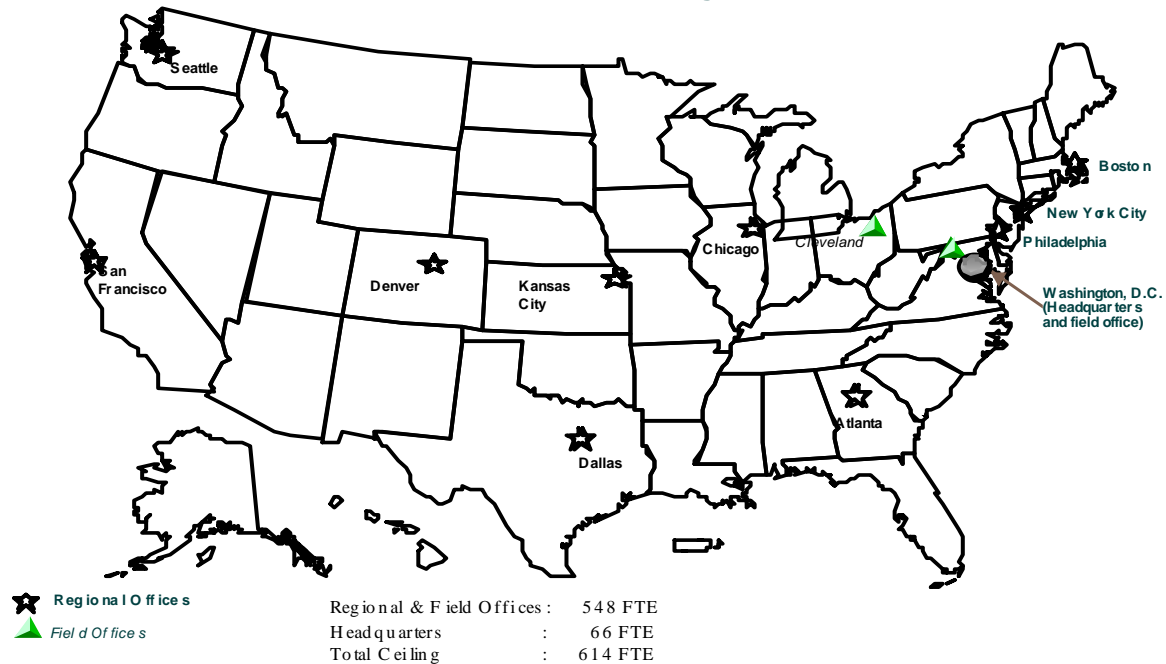 Seattle
Boston
New York City
Philadelphia
Cleveland
Chicago
San
Francisco
Denver
Kansas
City
Washington, D.C.
(Headquarters
and field office)
Atlanta
Dallas
Regional Offices
Field Offices
Regional & Field Offices : 548 FTE
Headquarters : 66 FTE
Total Ceiling : 614 FTE